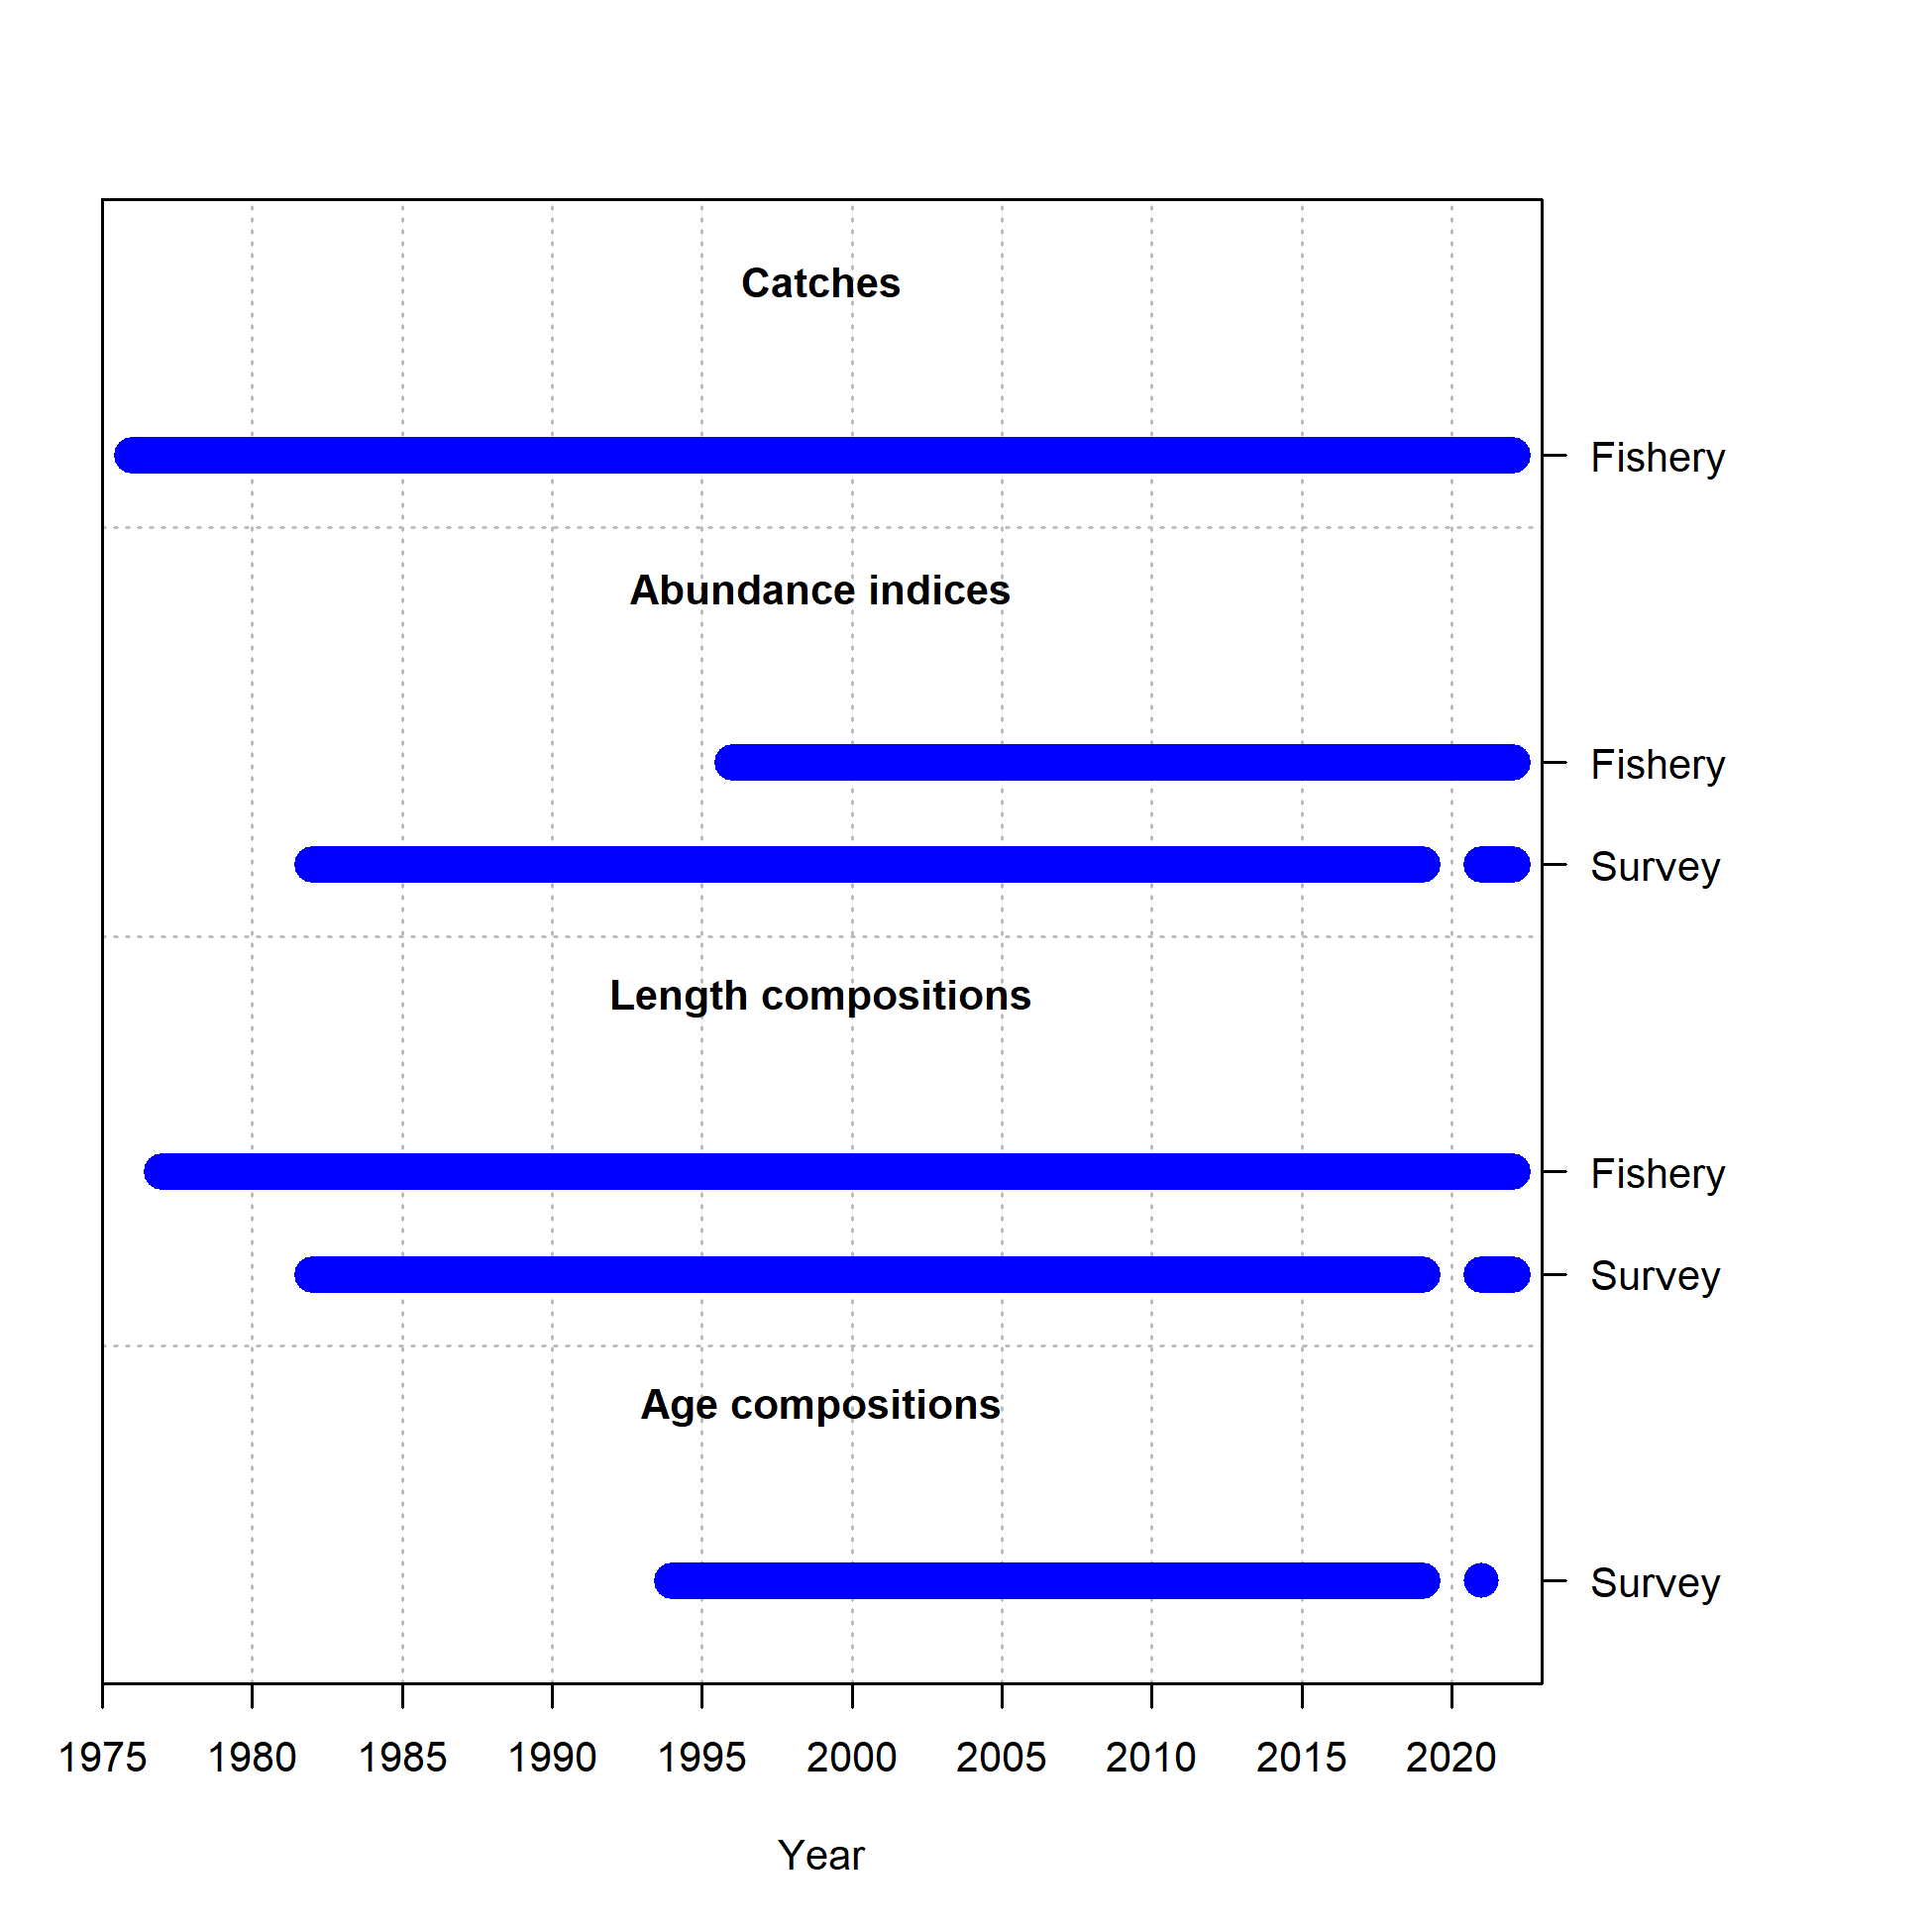 Catches
Fishery
Abundance indices
Fishery
Survey
Length compositions
Fishery
Survey
Age compositions
Survey
1975 1980 1985 1990 1995 2000 2005 2010 2015 2020
Year